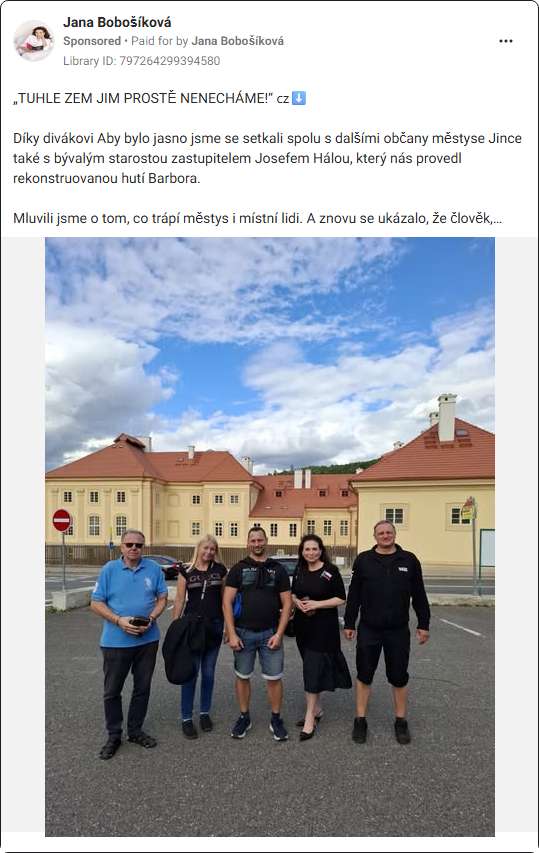 Jana Bobošíková
Sponsored • Paid for by Jana Bobošíková
Library ID: 797264299394580
„TUHLE ZEM JIM PROSTĚ NENECHÁME!“ cz⬇️
Díky divákovi Aby bylo jasno jsme se setkali spolu s dalšími občany městyse Jince
také s bývalým starostou zastupitelem Josefem Hálou, který nás provedl
rekonstruovanou hutí Barbora.
Mluvili jsme o tom, co trápí městys i místní lidi. A znovu se ukázalo, že člověk,...